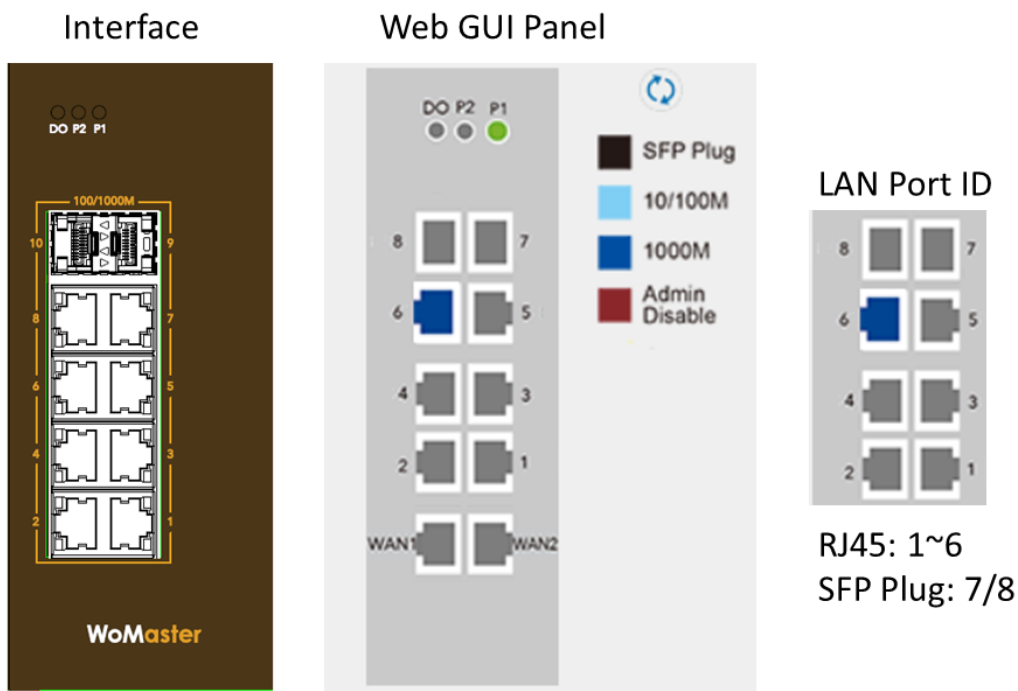 Interface
Web GUI Panel
DO P2 P1
100/1000M
10 9
8 7
6 5
4 3
2 1
WoMaster
DO P2 P1
8 7
6 5
4 3
2 1
WAN1 WAN2
SFP Plug
10/100M
1000M
Admin
Disable
LAN Port ID
8 7
6 5
4 3
2 1
RJ45: 1~6
SFP Plug: 7/8